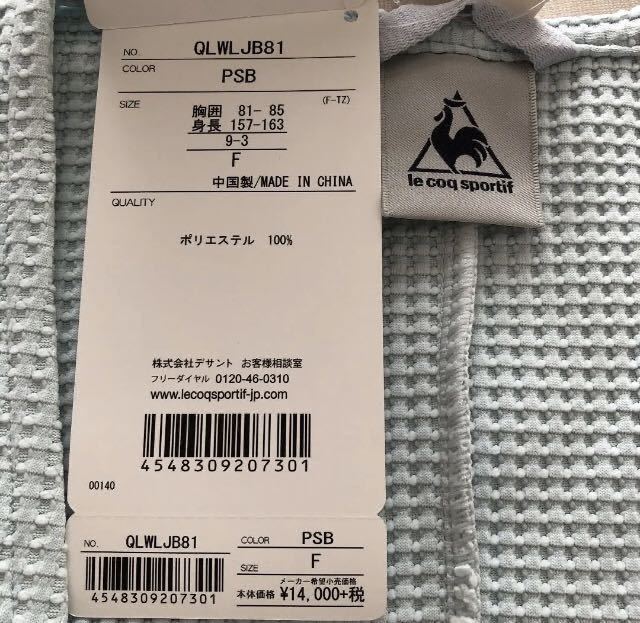 NO. QLWLJB81
COLOR PSB
SIZE 胸囲 81-85 (F-TZ)
身長 157-163
9-3
F
中国製/MADE IN CHINA
QUALITY
ポリエステル 100%
株式会社デサント お客様相談室
フリーダイヤル 0120-46-0310
www.lecoqsportif-jp.com
4548309207301
00140
NO. QLWLJB81 COLOR PSB
SIZE F
メーカー希望小売価格
4548309207301 本体価格 ¥14,000+税
le coq sportif